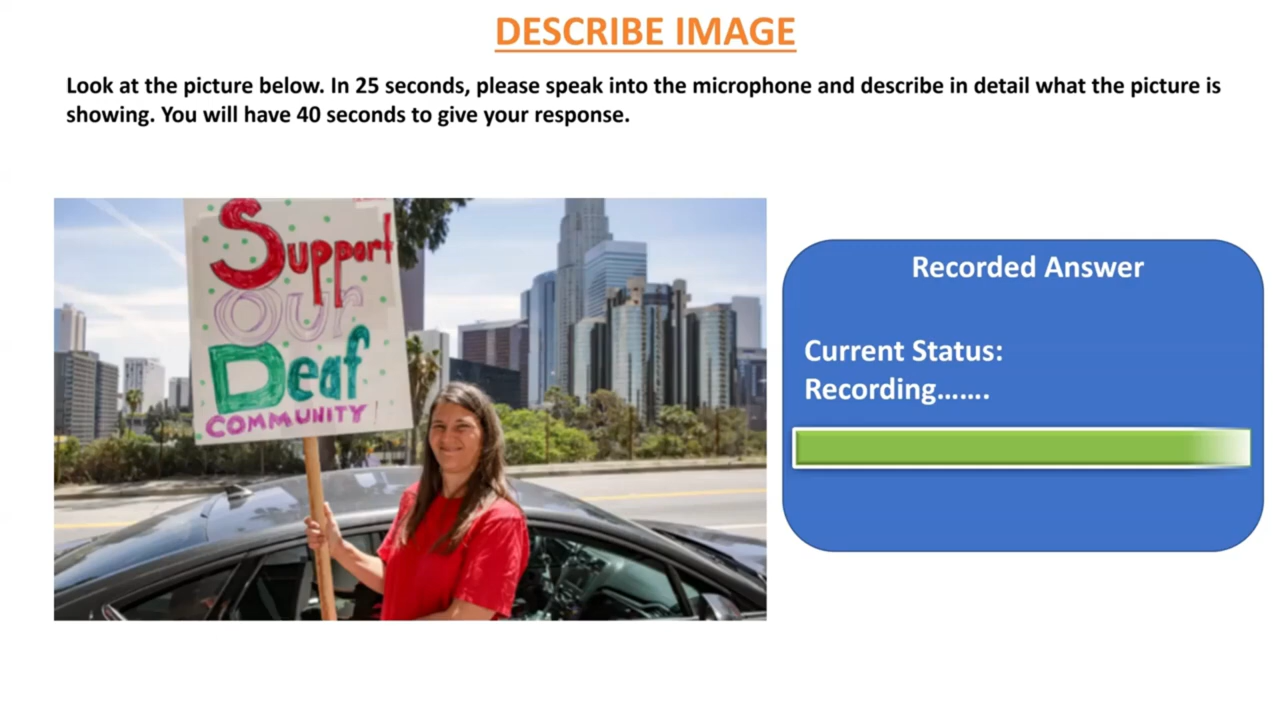 DESCRIBE IMAGE
Look at the picture below. In 25 seconds, please speak into the microphone and describe in detail what the picture is
showing. You will have 40 seconds to give your response.
Support
Our
Deaf
COMMUNITY!
Recorded Answer
Current Status:
Recording.......